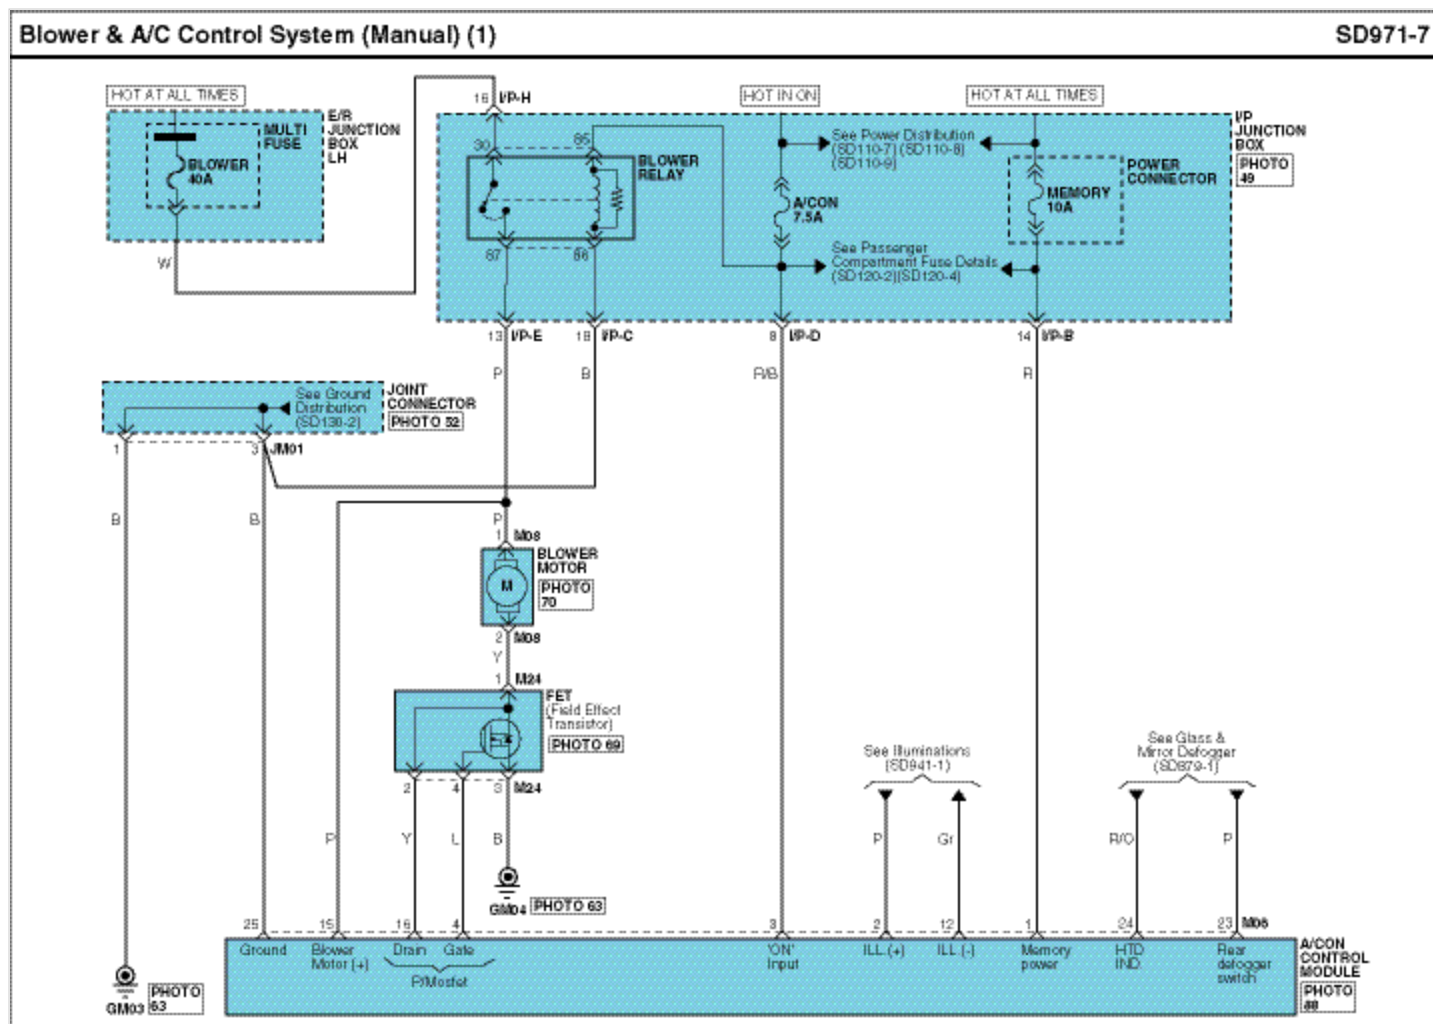 Blower & A/C Control System (Manual) (1)
SD971-7
HOT AT ALL TIMES
E/R
JUNCTION
BOX
LH
MULTI
FUSE
BLOWER
40A
W
16
I/P-H
HOT IN ON
HOT AT ALL TIMES
I/P
JUNCTION
BOX
PHOTO
49
30
85
BLOWER
RELAY
87
86
See Power Distribution
(SD110-7) (SD110-8)
(SD110-9)
POWER
CONNECTOR
A/CON
7.5A
MEMORY
10A
See Passenger
Compartment Fuse Details
(SD120-2)(SD120-4)
13
I/P-E
18
I/P-C
8
I/P-D
14
I/P-B
P
B
R/B
R
See Ground
Distribution
(SD130-2)
JOINT
CONNECTOR
PHOTO 52
1
3
JM01
B
B
P
1
M08
BLOWER
MOTOR
PHOTO
70
M
2
M08
Y
1
M24
FET
(Field Effect
Transistor)
PHOTO 69
2
4
3
M24
P
Y
L
B
GM04
PHOTO 63
See Illuminations
(SD941-1)
See Glass &
Mirror Defogger
(SD879-1)
P
Gr
R/O
P
25
15
16
4
3
2
12
1
24
23
M06
Ground
Blower
Motor (+)
Drain
Gate
P/Mosfet
'ON'
Input
ILL.(+)
ILL.(-)
Memory
power
HTD
IND.
Rear
defogger
switch
A/CON
CONTROL
MODULE
PHOTO
88
GM03
PHOTO
63